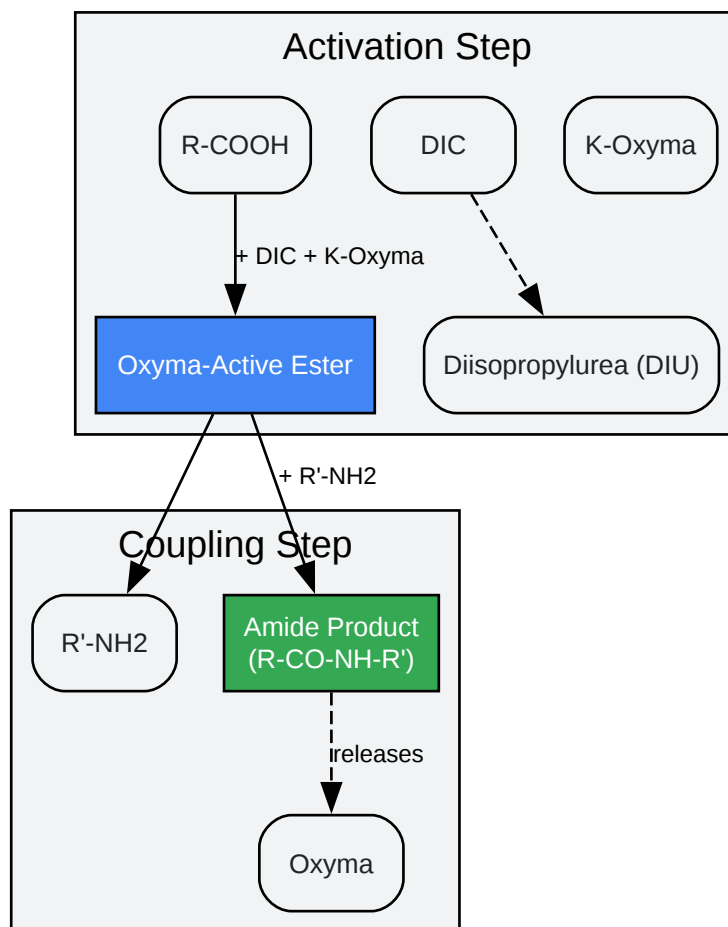 Activation Step
R-COOH
DIC
K-Oxyma
+ DIC + K-Oxyma
Oxyma-Active Ester
Diisopropylurea (DIU)
+ R'-NH2
Coupling Step
R'-NH2
Amide Product
(R-CO-NH-R')
releases
Oxyma